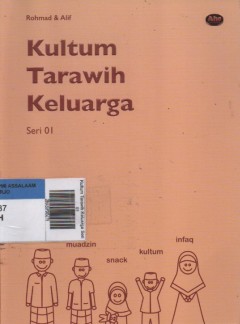 Rohmad & Alif
Kultum
Tarawih
Keluarga
Seri 01
muadzin
snack
kultum
infaq